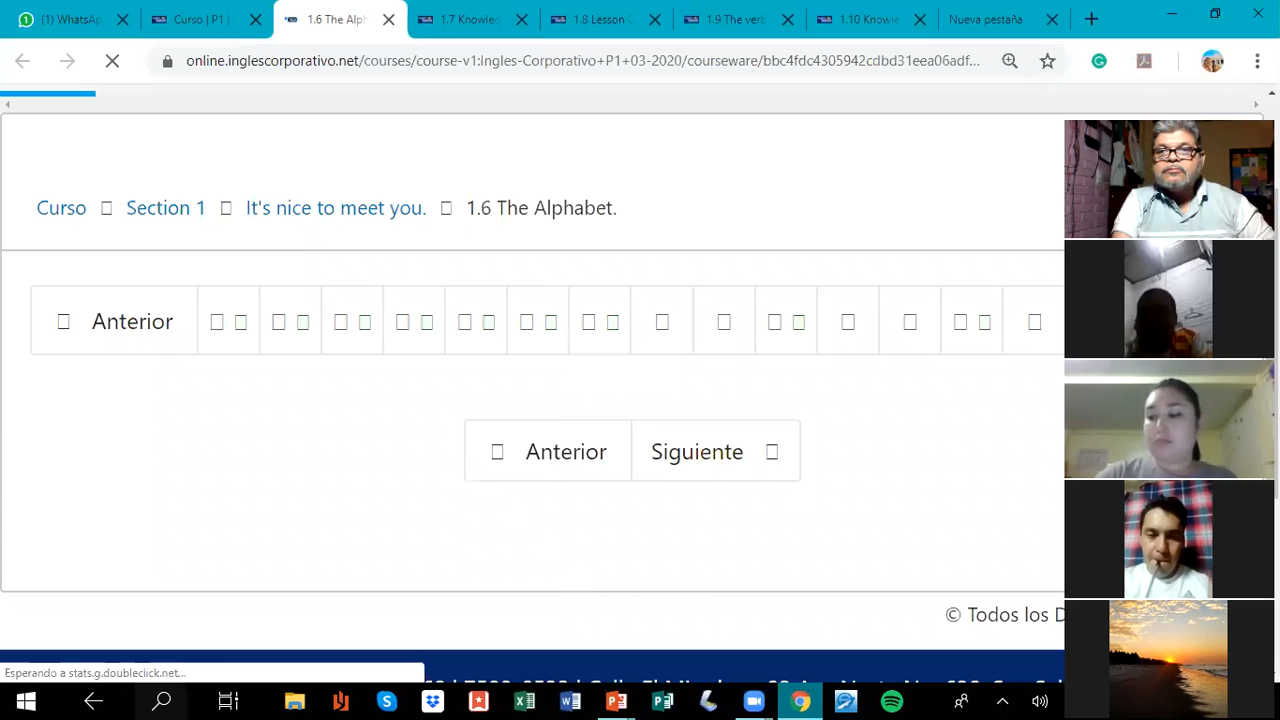 (1) WhatsAp
Curso | P1 |
1.6 The Alph
1.7 Knowled
1.8 Lesson C
1.9 The verb
1.10 Knowle
Nueva pestaña
online.inglescorporativo.net/courses/course-v1:Ingles-Corporativo+P1+03-2020/courseware/bbc4fdc4305942cdbd31eea06adf...
Curso Section 1 It's nice to meet you. 1.6 The Alphabet.
Anterior
Anterior Siguiente
© Todos los D
Esperando a stats.g.doubleclick.net...